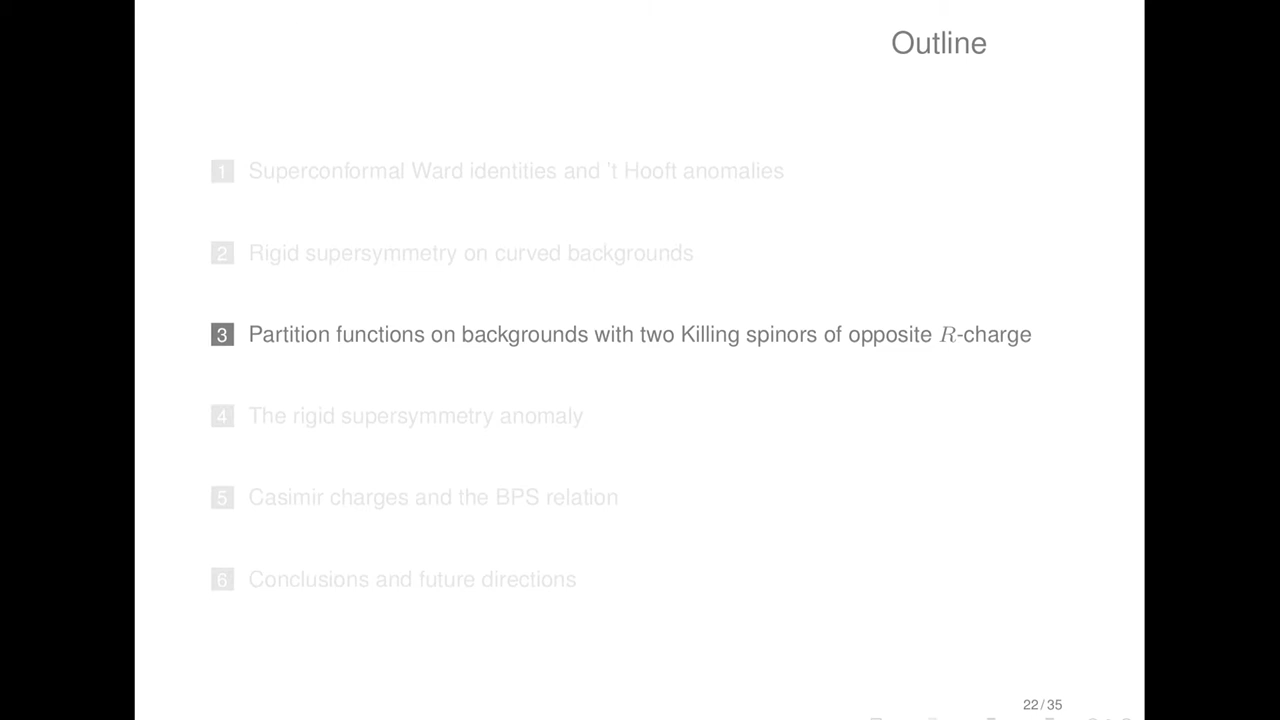 Outline
1 Superconformal Ward identities and 't Hooft anomalies
2 Rigid supersymmetry on curved backgrounds
3 Partition functions on backgrounds with two Killing spinors of opposite R-charge
4 The rigid supersymmetry anomaly
5 Casimir charges and the BPS relation
6 Conclusions and future directions
22 / 35